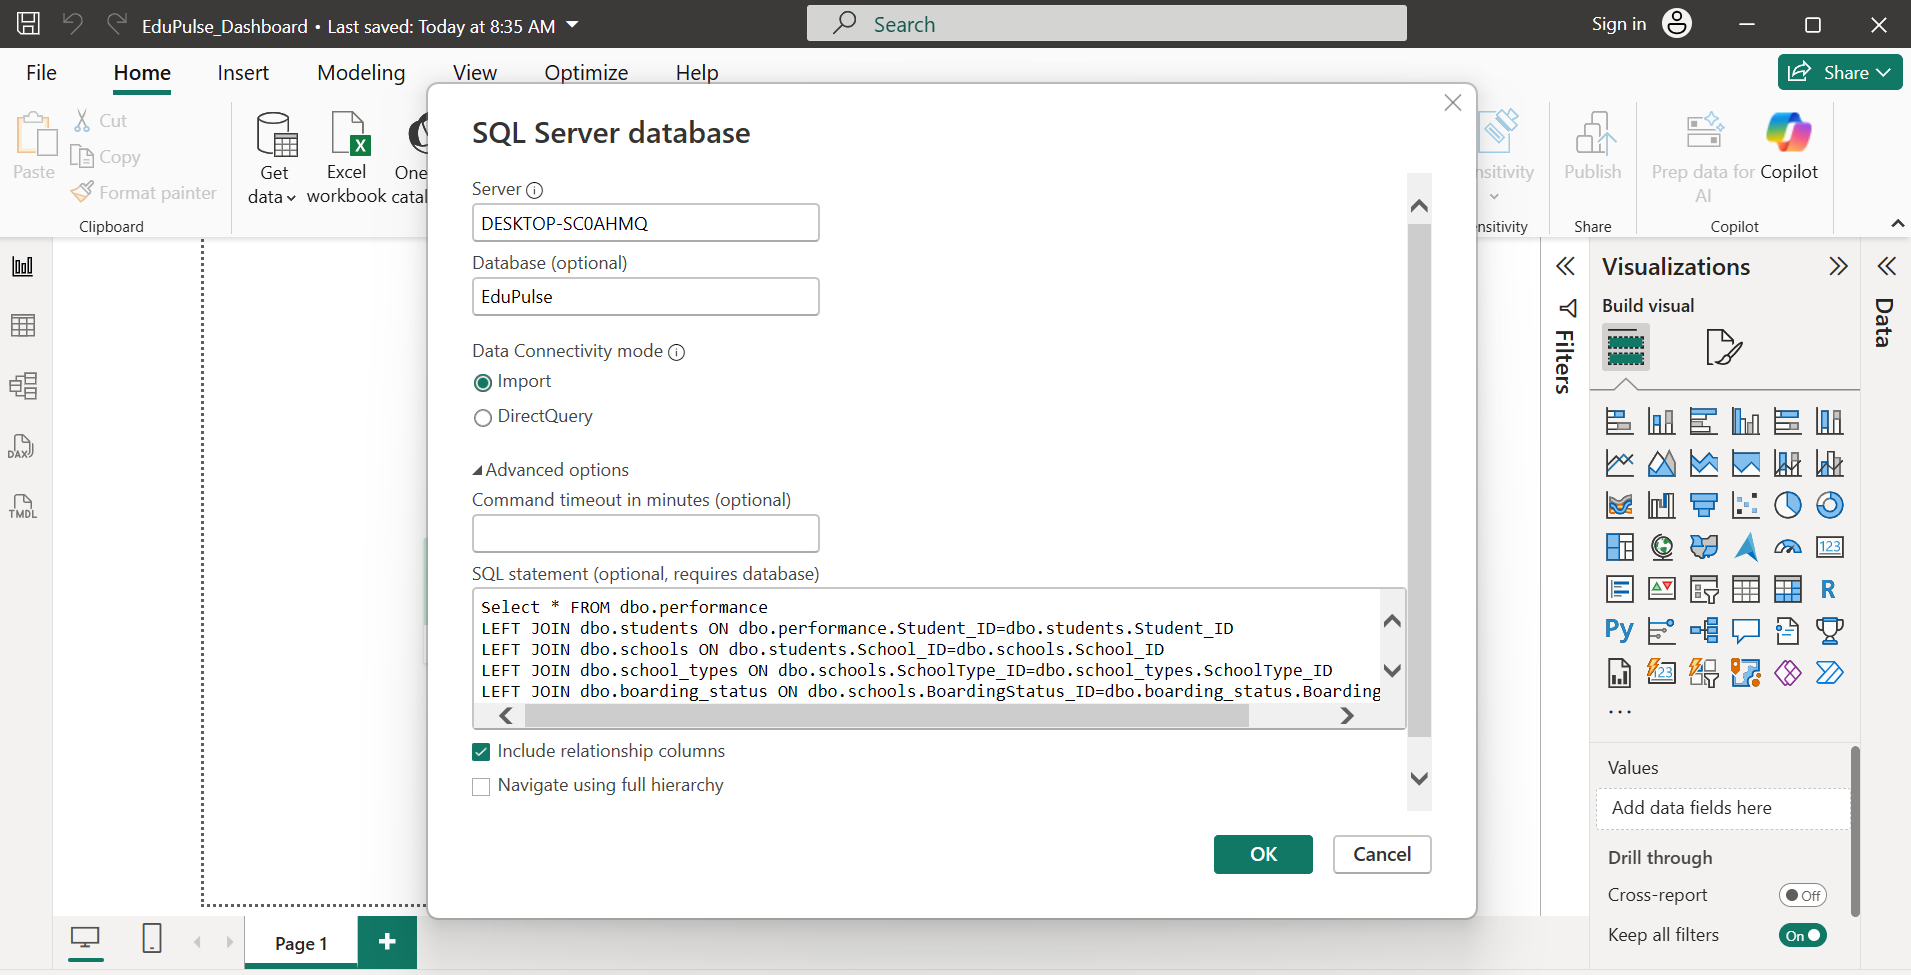 EduPulse_Dashboard • Last saved: Today at 8:35 AM
Search
Sign in
File Home Insert Modeling View Optimize Help
Share
Paste
Cut
Copy
Format painter
Clipboard
Get data
Excel workbook
One
catal
nsitivity
nsitivity
Publish
Share
Prep data for AI
Copilot
Copilot
SQL Server database
Server
DESKTOP-SC0AHMQ
Database (optional)
EduPulse
Data Connectivity mode
Import
DirectQuery
Advanced options
Command timeout in minutes (optional)
SQL statement (optional, requires database)
Select * FROM dbo.performance
LEFT JOIN dbo.students ON dbo.performance.Student_ID=dbo.students.Student_ID
LEFT JOIN dbo.schools ON dbo.students.School_ID=dbo.schools.School_ID
LEFT JOIN dbo.school_types ON dbo.schools.SchoolType_ID=dbo.school_types.SchoolType_ID
LEFT JOIN dbo.boarding_status ON dbo.schools.BoardingStatus_ID=dbo.boarding_status.Boarding
Include relationship columns
Navigate using full hierarchy
OK
Cancel
DAX
TMDL
Filters
Visualizations
Build visual
123
R
Py
123
...
Values
Add data fields here
Drill through
Cross-report
Off
Keep all filters
On
Data
Page 1
+